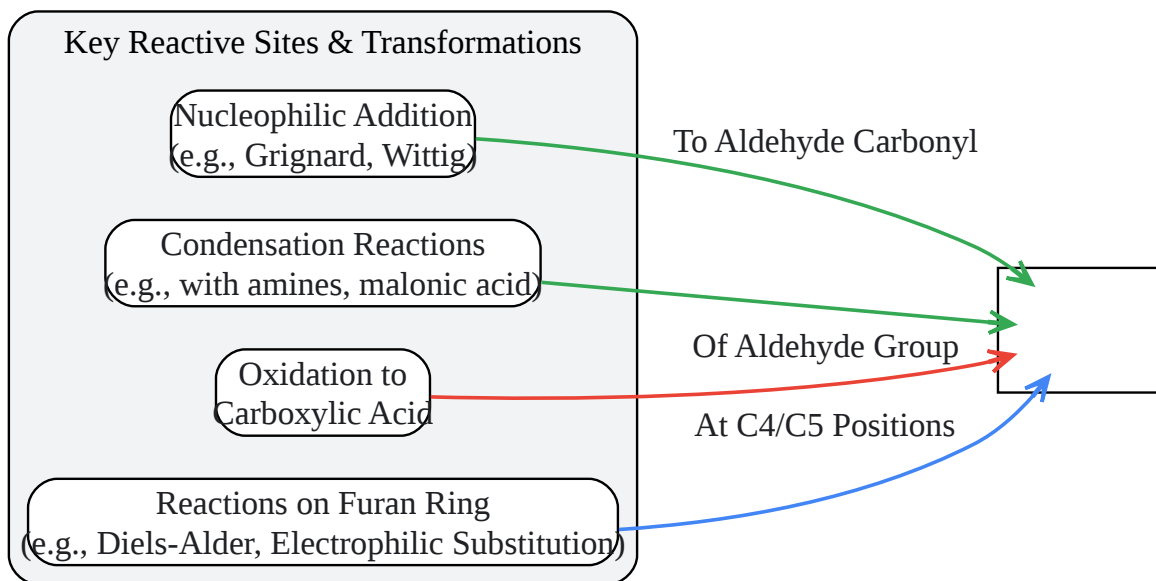 Key Reactive Sites & Transformations
Nucleophilic Addition
(e.g., Grignard, Wittig)
To Aldehyde Carbonyl
Condensation Reactions
(e.g., with amines, malonic acid)
Of Aldehyde Group
Oxidation to
Carboxylic Acid
At C4/C5 Positions
Reactions on Furan Ring
(e.g., Diels-Alder, Electrophilic Substitution)